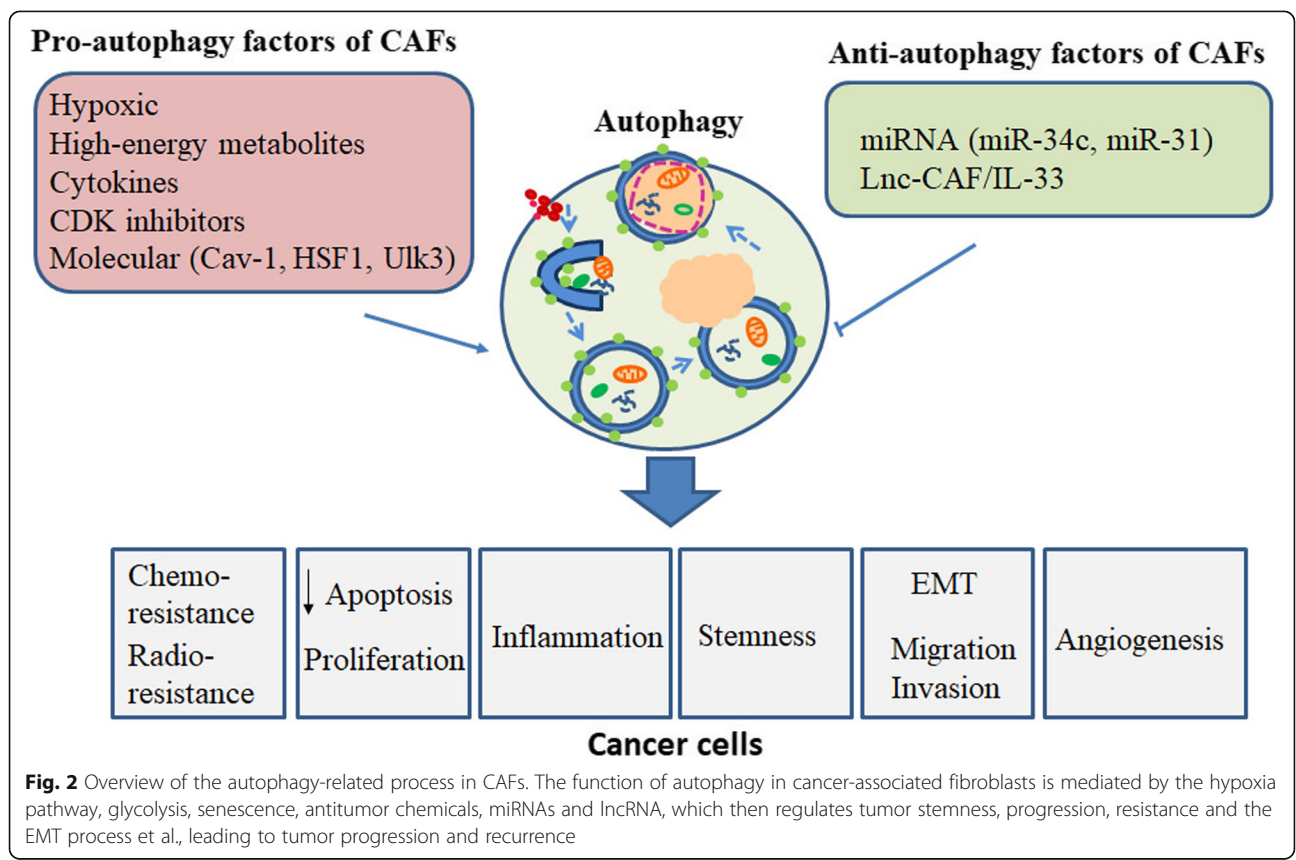 Pro-autophagy factors of CAFs
Hypoxic
High-energy metabolites
Cytokines
CDK inhibitors
Molecular (Cav-1, HSF1, Ulk3)
Anti-autophagy factors of CAFs
miRNA (miR-34c, miR-31)
Lnc-CAF/IL-33
Autophagy
Chemo-
resistance
Radio-
resistance
↓ Apoptosis
Proliferation
Inflammation
Stemness
EMT
Migration
Invasion
Angiogenesis
Cancer cells
Fig. 2 Overview of the autophagy-related process in CAFs. The function of autophagy in cancer-associated fibroblasts is mediated by the hypoxia
pathway, glycolysis, senescence, antitumor chemicals, miRNAs and lncRNA, which then regulates tumor stemness, progression, resistance and the
EMT process et al., leading to tumor progression and recurrence